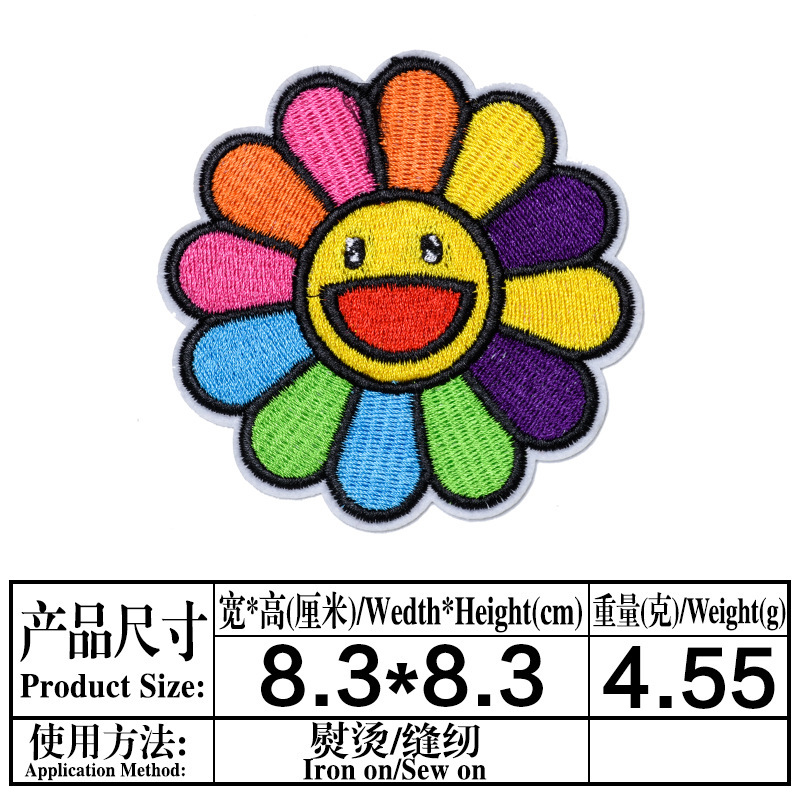 产品尺寸
Product Size:
宽*高(厘米)/Wedth*Height(cm)
重量(克)/Weight(g)
8.3*8.3
4.55
使用方法:
Application Method:
熨烫/缝纫
Iron on/Sew on